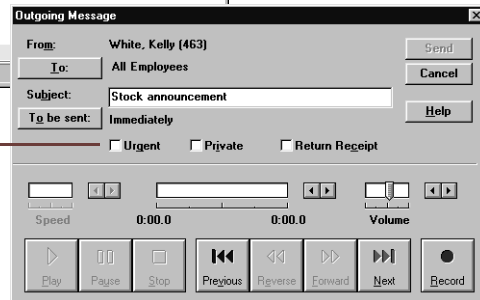 Outgoing Message
From: White, Kelly (463) Send
To: All Employees Cancel
Subject: Stock announcement
To be sent: Immediately Help
Urgent Private Return Receipt
Speed 0:00.0 0:00.0 Volume
Play Pause Stop Previous Reverse Forward Next Record